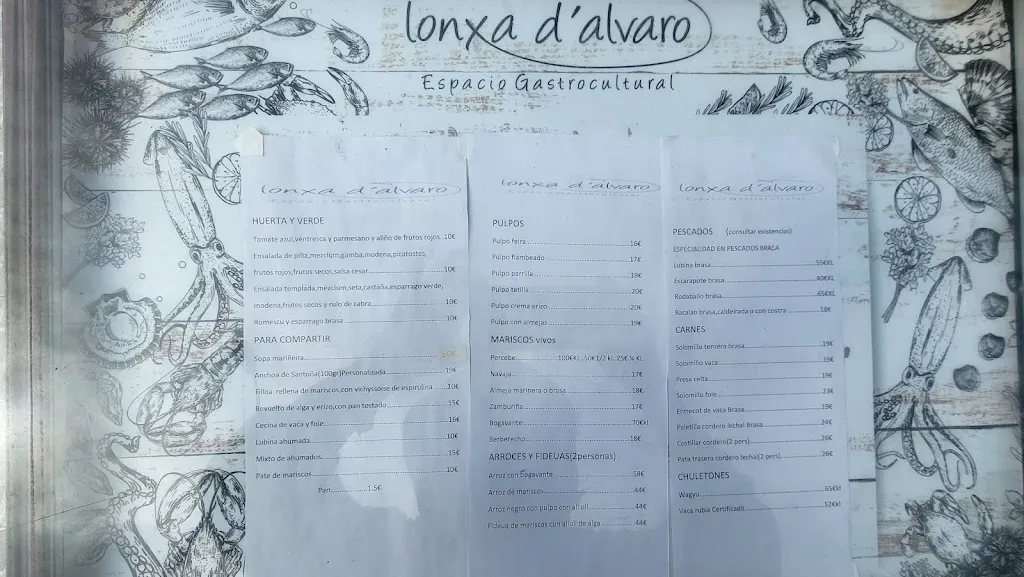 lonxa d'alvaro
Espacio Gastrocultural
lonxa d'alvaro
HUERTA Y VERDE
Tomate azul,ventresca y parmesano y aliño de frutos rojos..10€
Ensalada de pito,mezclum,gamba,modena,picatostes,
frutos rojos,frutos secos,salsa cesar.....10€
Ensalada templada,mezclum,seta,castaña,esparrago verde,
modena,frutos secos y rulo de cabra.....10€
Romescu y esparrago brasa.....10€
PARA COMPARTIR
Sopa mariñeira.....
Anchoa de Santoña(100gr)Personalizada.....19€
Filloa rellena de mariscos,con vichyssoise de espirulina.....10€
Revuelto de alga y erizo,con pan tostado.....15€
Cecina de vaca y foie.....16€
Lubina ahumada.....10€
Mixto de ahumados.....15€
Pate de mariscos.....10€
Pan.....1.5€
lonxa d'alvaro
PULPOS
Pulpo feira.....16€
Pulpo flambeado.....17€
Pulpo parrilla.....19€
Pulpo tetilla.....20€
Pulpo crema erizo.....20€
Pulpo con almejas.....19€
MARISCOS vivos
Percebe.....100€kl..50€1/2 kl..25€ ¼ KL
Navaja.....17€
Almeja marinera o brasa.....18€
Zamburiña.....17€
Bogavante.....70€kl
Berberecho.....18€
ARROCES Y FIDEUAS(2personas)
Arroz con bogavante.....58€
Arroz de mariscos.....44€
Arroz negro con pulpo con all oli.....44€
Fideua de mariscos con all oli de alga.....44€
lonxa d'alvaro
PESCADOS (consultar existencias)
ESPECIALIDAD EN PESCADOS BRASA
Lubina brasa.....55€KL
Escarapote brasa.....40€KL
Rodaballo brasa.....65€KL
Bacalao brasa,caldeirada o con costra.....18€
CARNES
Solomillo ternera brasa.....19€
Solomillo vaca.....19€
Presa celta.....19€
Solomillo foie.....23€
Entrecot de vaca Brasa.....19€
Paletilla cordero lechal Brasa.....24€
Costillar cordero(2 pers).....26€
Pata trasera cordero lechal(2 pers).....26€
CHULETONES
Wagyu.....65€kl
Vaca rubia Certificada.....52€kl